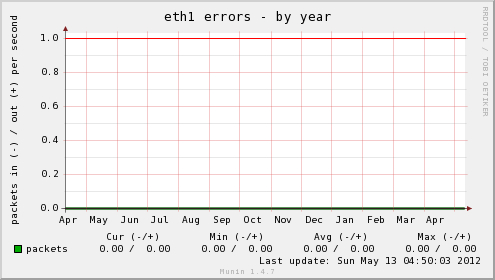 eth1 errors - by year
RRDTOOL / TOBI OETIKER
packets in (-) / out (+) per second
1.0
0.8
0.6
0.4
0.2
0.0
Apr May Jun Jul Aug Sep Oct Nov Dec Jan Feb Mar Apr
Cur (-/+) Min (-/+) Avg (-/+) Max (-/+)
packets 0.00 / 0.00 0.00 / 0.00 0.00 / 0.00 0.00 / 0.00
Last update: Sun May 13 04:50:03 2012
Munin 1.4.7